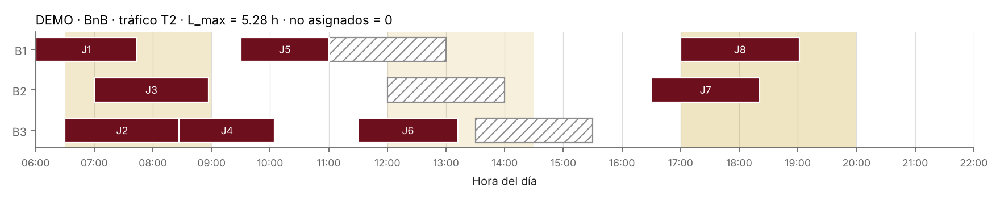 DEMO · BnB · tráfico T2 · L_max = 5.28 h · no asignados = 0
B1 J1 J5 J8
B2 J3 J7
B3 J2 J4 J6
06:00 07:00 08:00 09:00 10:00 11:00 12:00 13:00 14:00 15:00 16:00 17:00 18:00 19:00 20:00 21:00 22:00
Hora del día